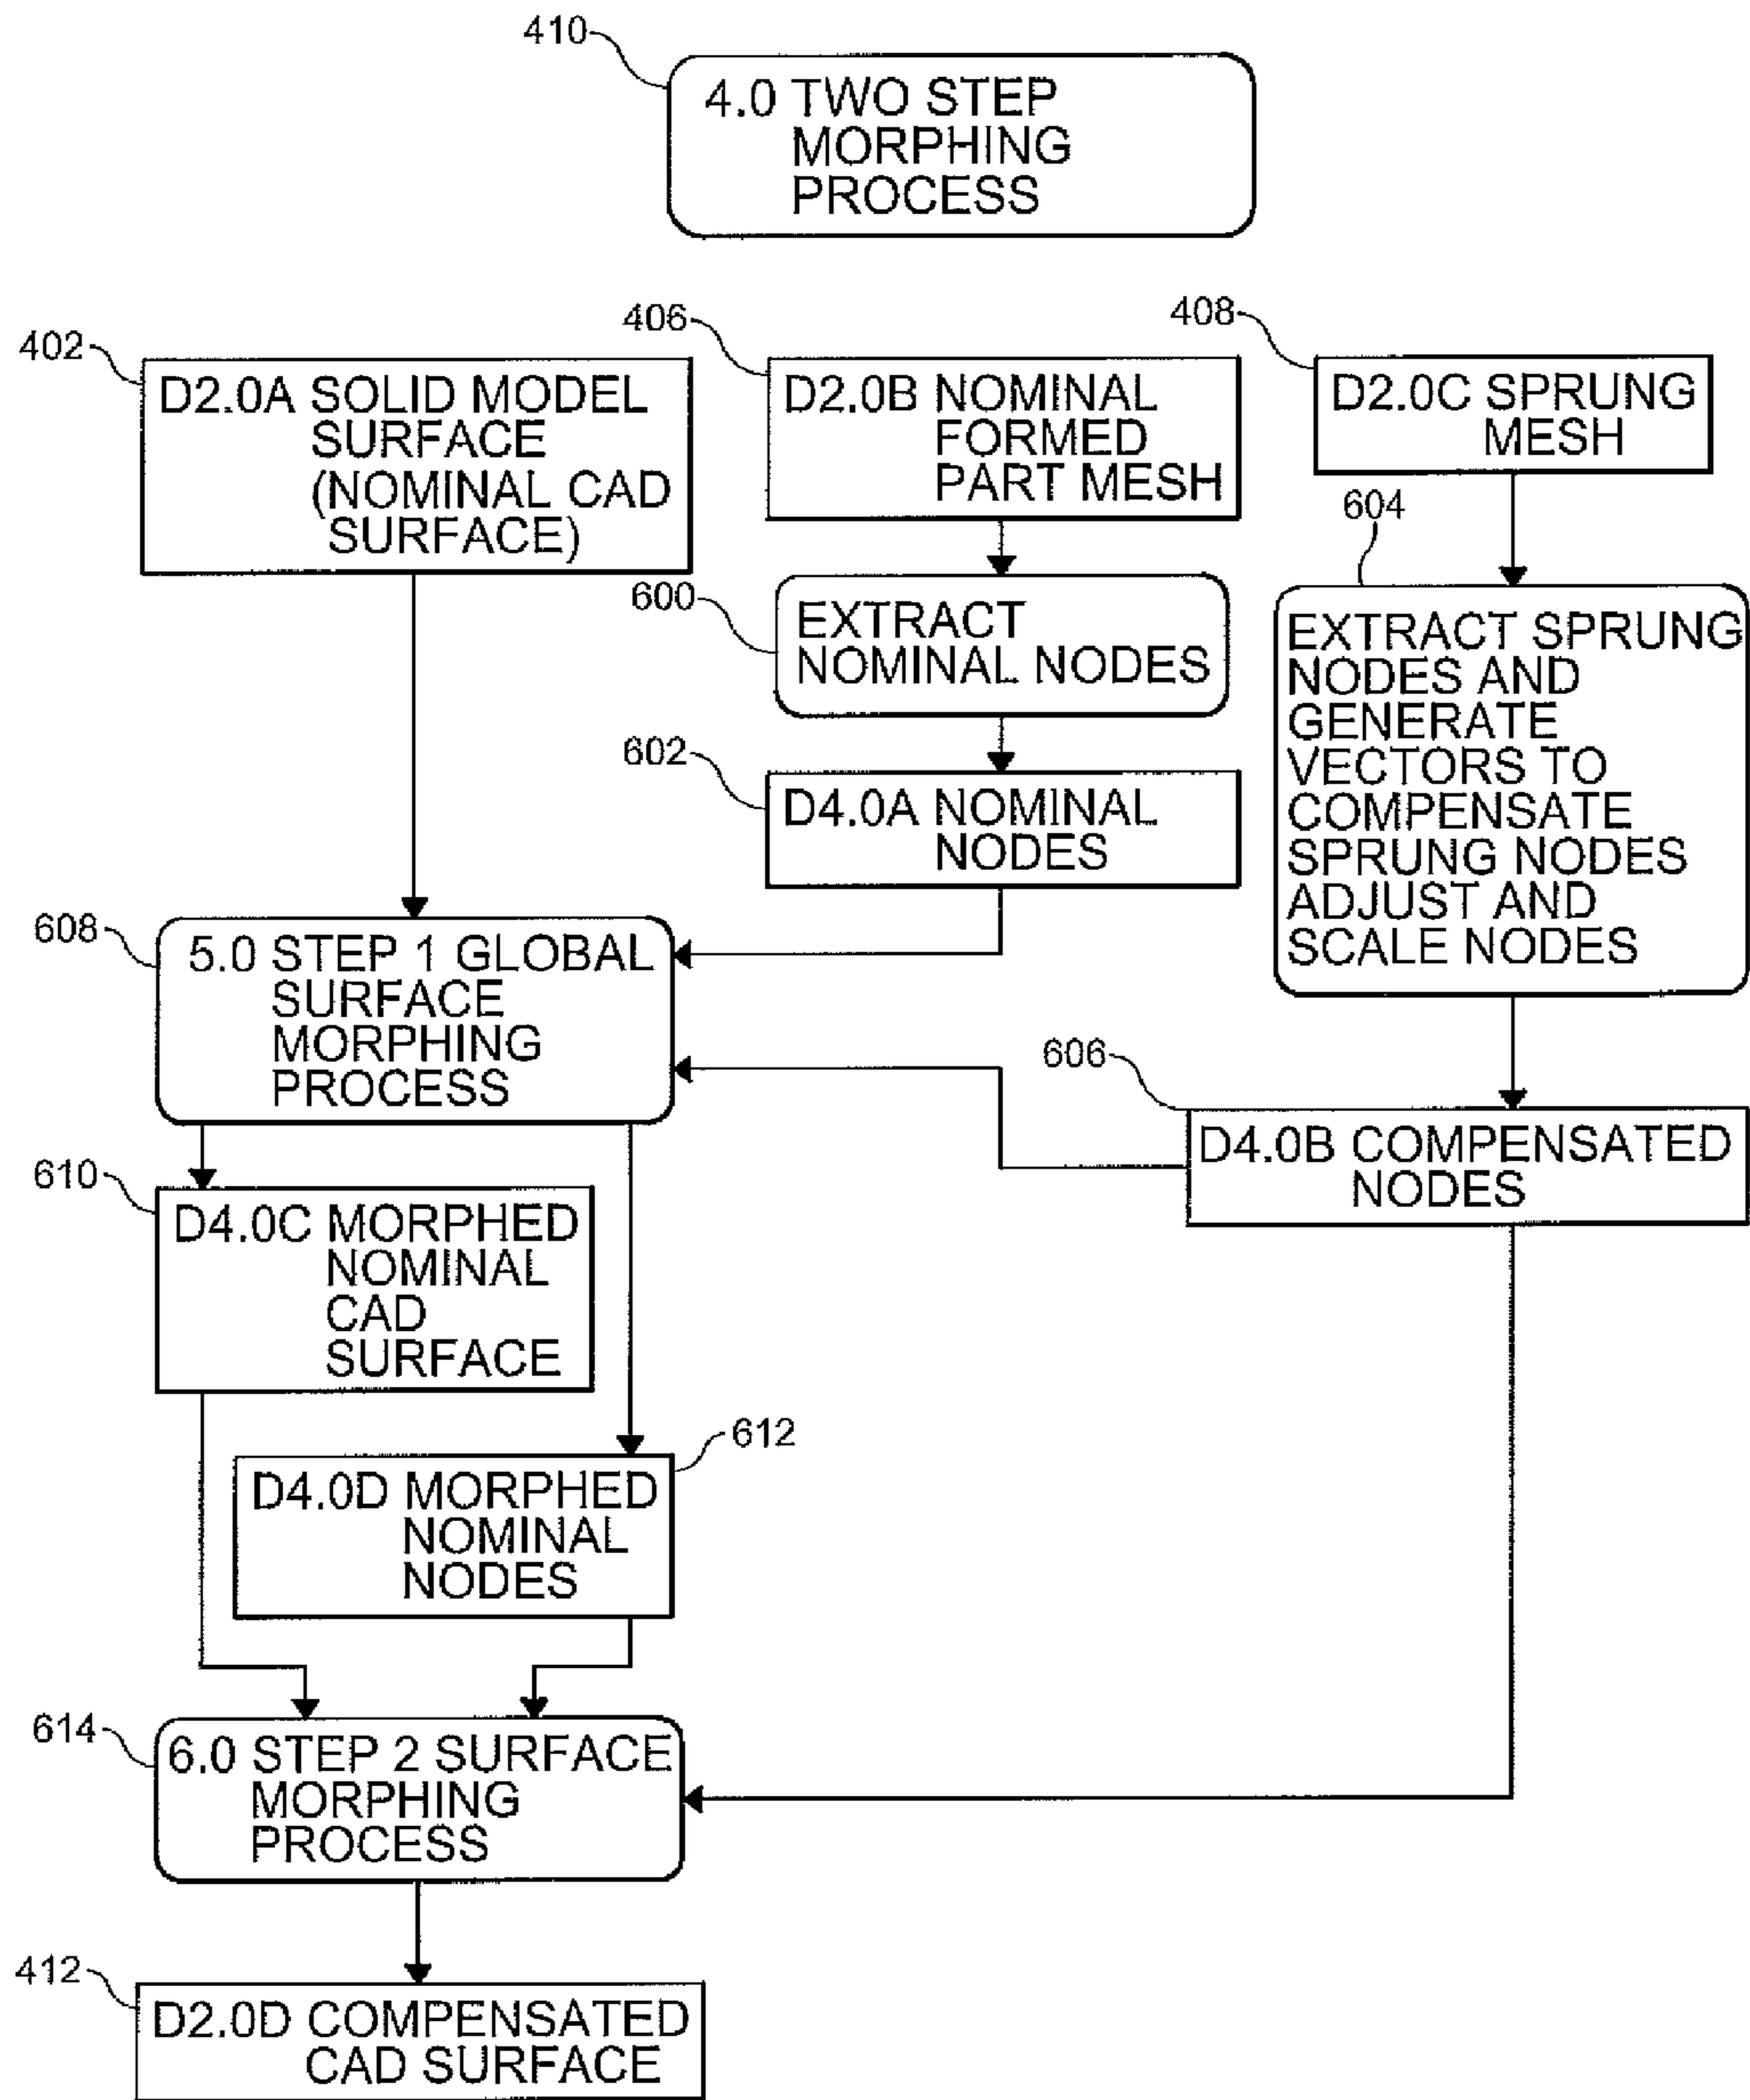 410
4.0 TWO STEP
MORPHING
PROCESS
402
D2.0A SOLID MODEL
SURFACE
(NOMINAL CAD
SURFACE)
406
D2.0B NOMINAL
FORMED
PART MESH
408
D2.0C SPRUNG
MESH
600
EXTRACT
NOMINAL NODES
604
EXTRACT SPRUNG
NODES AND
GENERATE
VECTORS TO
COMPENSATE
SPRUNG NODES
ADJUST AND
SCALE NODES
602
D4.0A NOMINAL
NODES
608
5.0 STEP 1 GLOBAL
SURFACE
MORPHING
PROCESS
606
D4.0B COMPENSATED
NODES
610
D4.0C MORPHED
NOMINAL
CAD
SURFACE
612
D4.0D MORPHED
NOMINAL
NODES
614
6.0 STEP 2 SURFACE
MORPHING
PROCESS
412
D2.0D COMPENSATED
CAD SURFACE